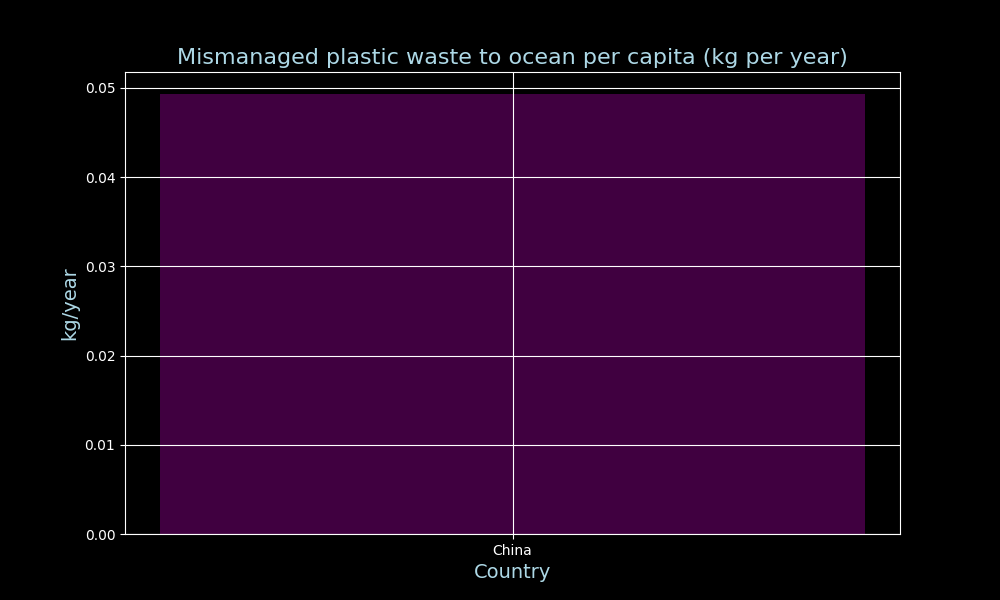 Mismanaged plastic waste to ocean per capita (kg per year)
0.05
0.04
0.03
0.02
0.01
0.00
kg/year
China
Country